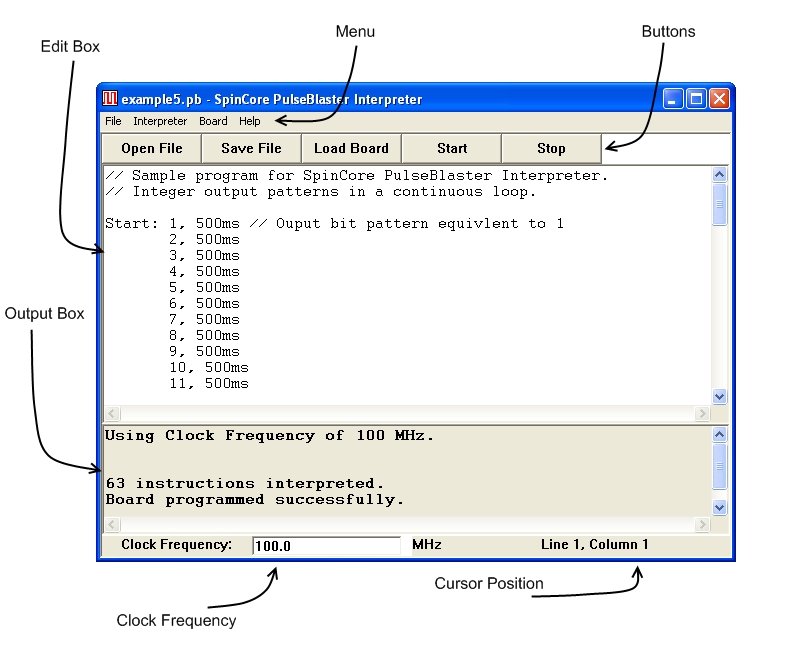 Menu
Buttons
Edit Box
example5.pb - SpinCore PulseBlaster Interpreter
File Interpreter Board Help
Open File Save File Load Board Start Stop
// Sample program for SpinCore PulseBlaster Interpreter.
// Integer output patterns in a continuous loop.
Start: 1, 500ms // Ouput bit pattern equivlent to 1
2, 500ms
3, 500ms
4, 500ms
5, 500ms
6, 500ms
7, 500ms
8, 500ms
9, 500ms
10, 500ms
11, 500ms
Output Box
Using Clock Frequency of 100 MHz.
63 instructions interpreted.
Board programmed successfully.
Clock Frequency: 100.0 MHz Line 1, Column 1
Cursor Position
Clock Frequency